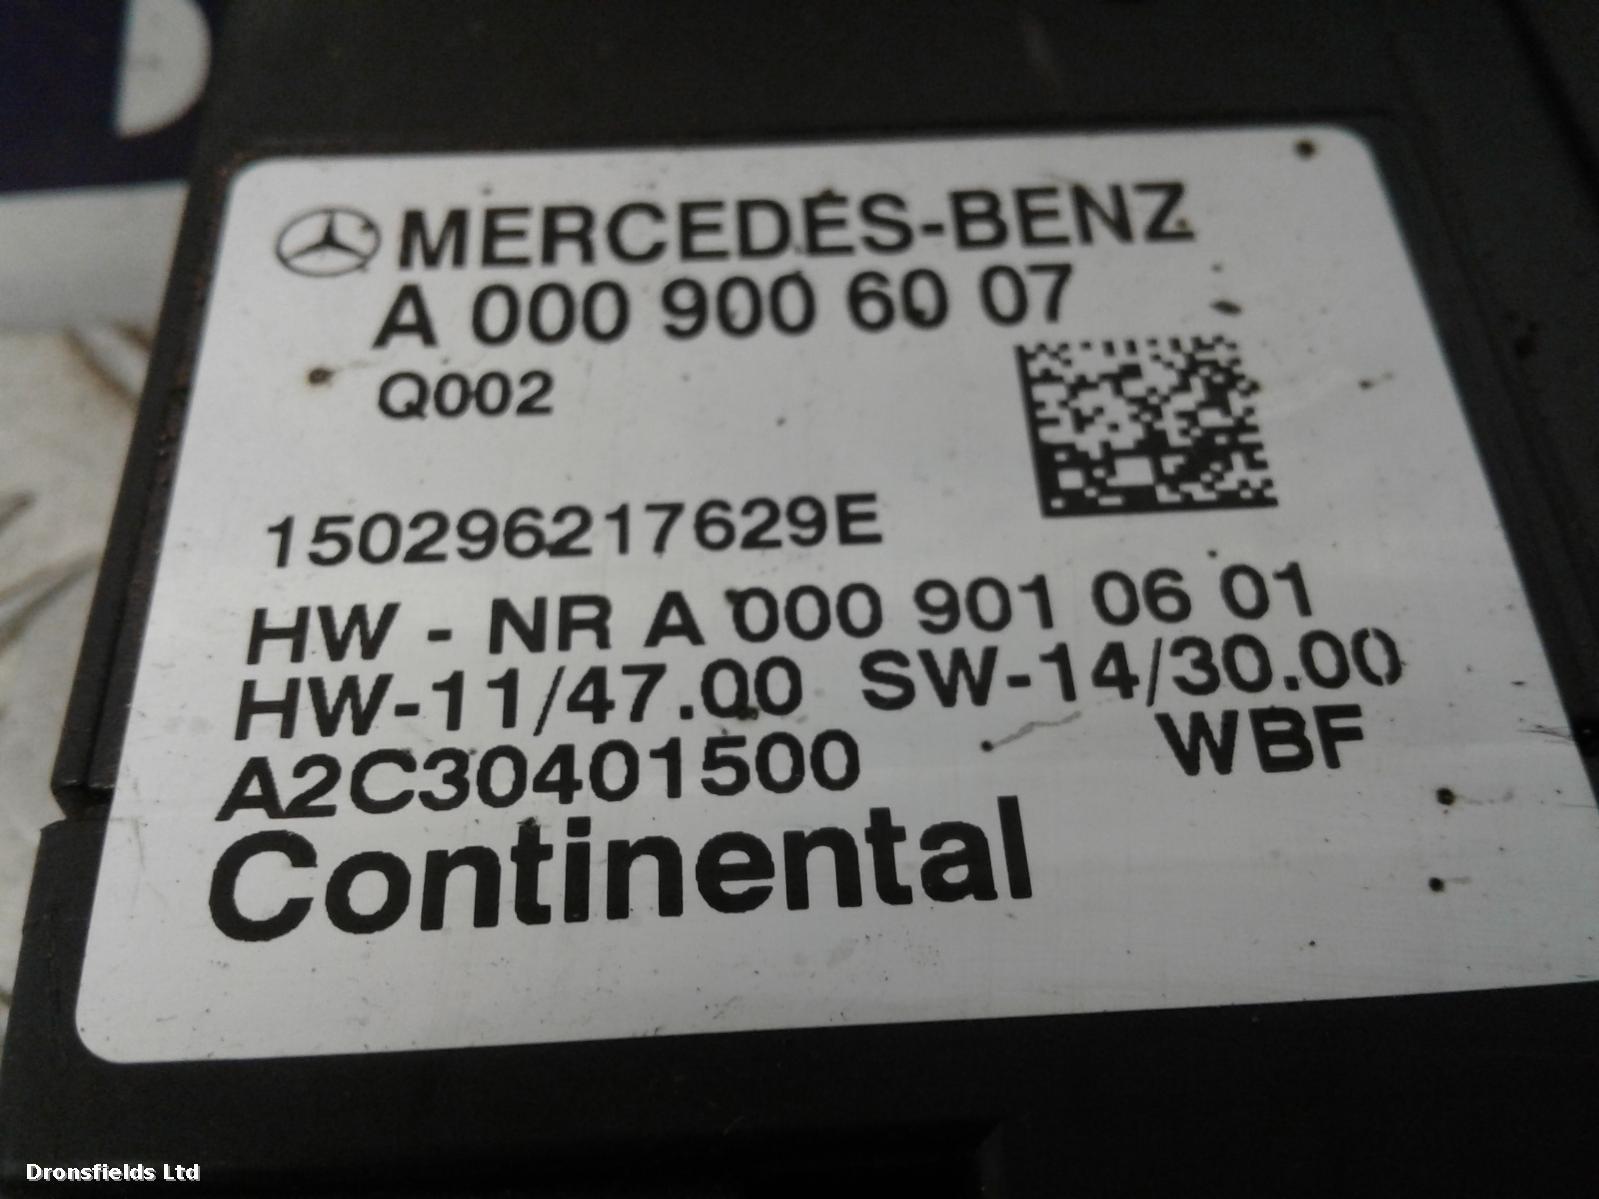 MERCEDES-BENZ
A 000 900 60 07
Q002
150296217629E
HW - NR A 000 901 06 01
HW-11/47.00 SW-14/30.00
A2C30401500 WBF
Continental
Dronsfields Ltd